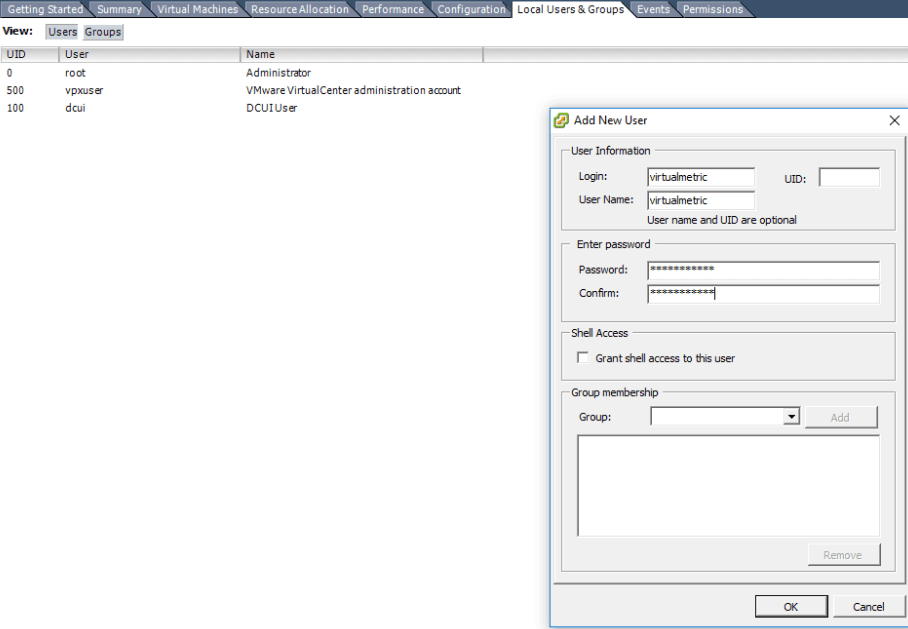 Getting Started Summary Virtual Machines Resource Allocation Performance Configuration Local Users & Groups Events Permissions
View: Users Groups
UID User Name
0 root Administrator
500 vpxuser VMware VirtualCenter administration account
100 dcui DCUI User
Add New User
User Information
Login: virtualmetric UID:
User Name: virtualmetric
User name and UID are optional
Enter password
Password: ***********
Confirm: ***********
Shell Access
Grant shell access to this user
Group membership
Group: Add
Remove
OK Cancel